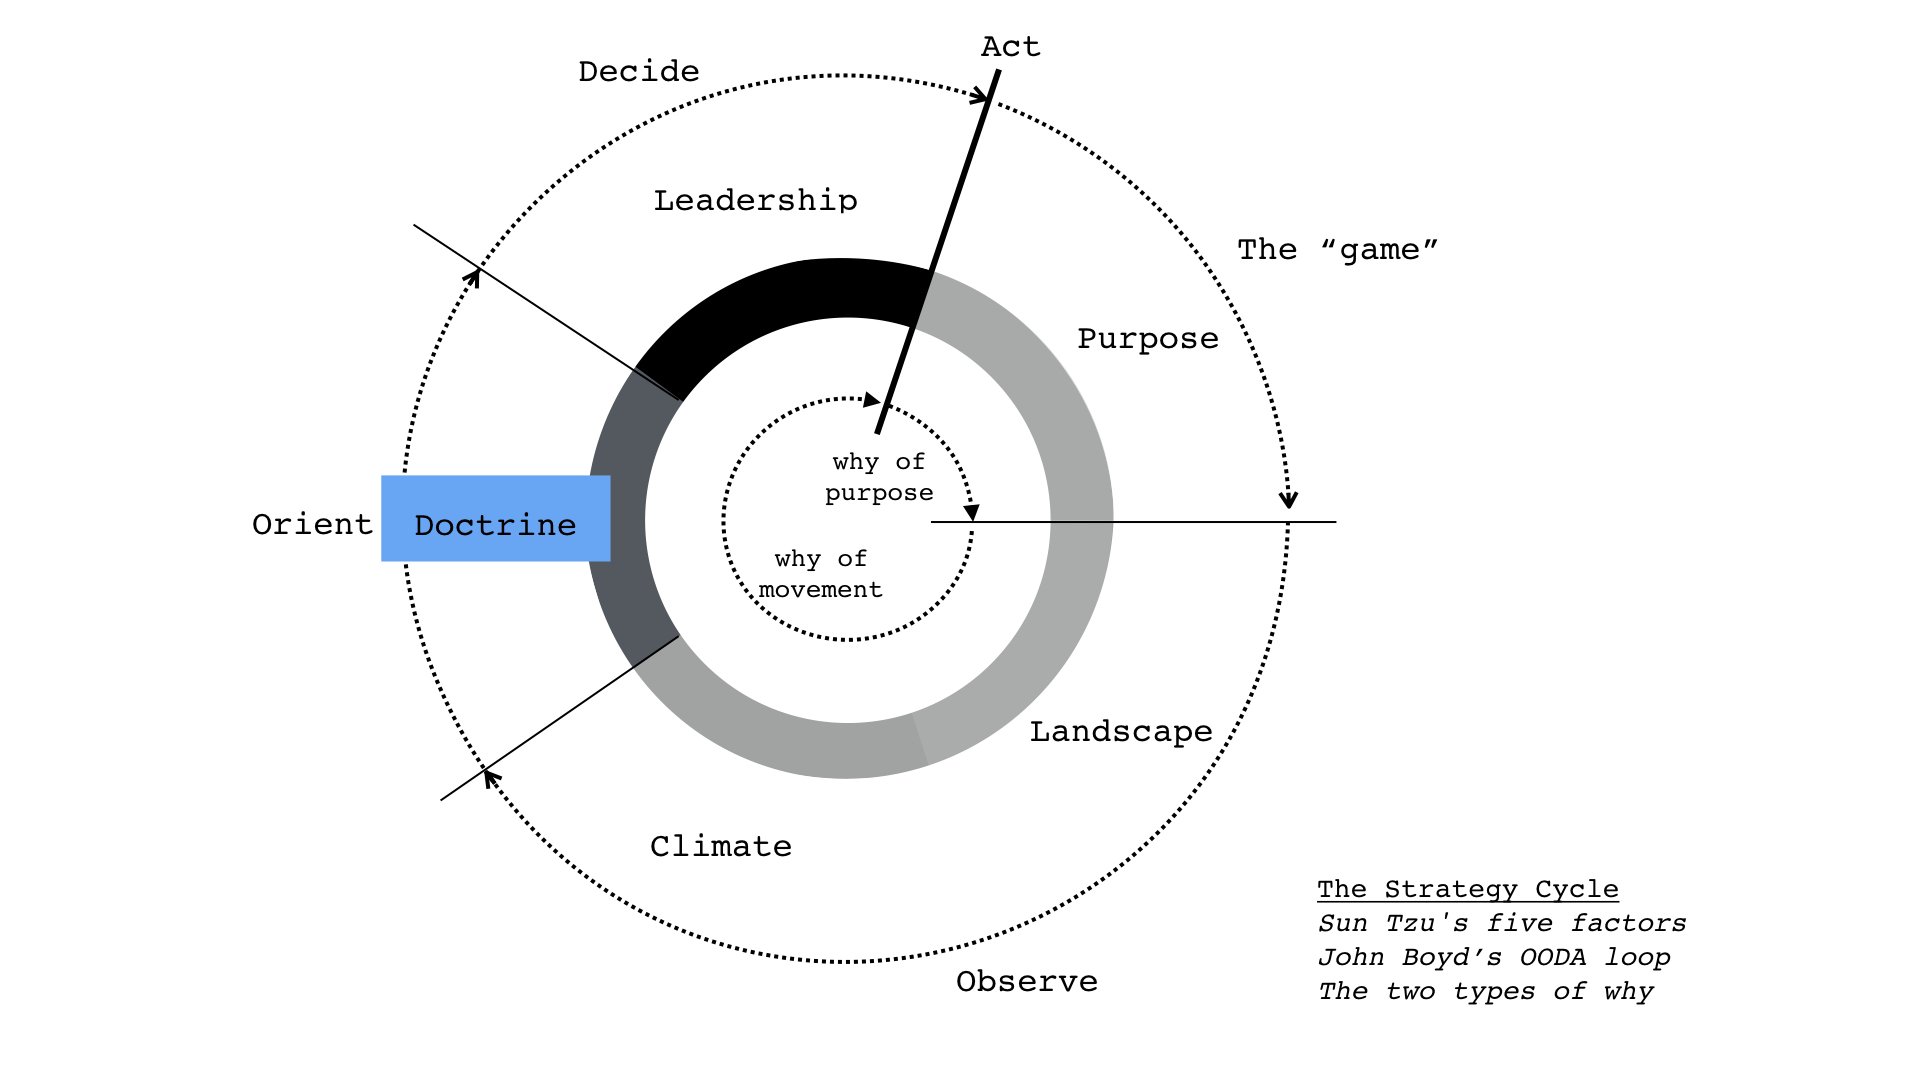 Act
Decide
Leadership
The “game”
Purpose
why of
purpose
Orient
Doctrine
why of
movement
Landscape
Climate
Observe
The Strategy Cycle
Sun Tzu's five factors
John Boyd’s OODA loop
The two types of why